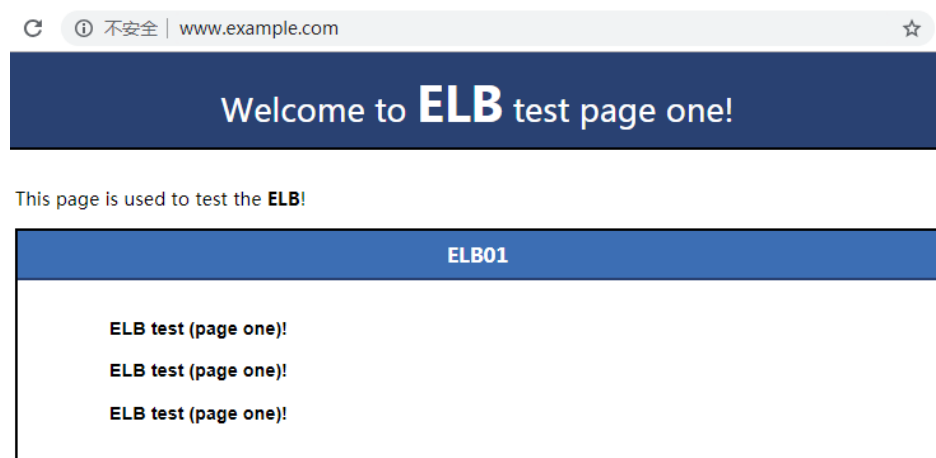 不安全 | www.example.com
Welcome to ELB test page one!
This page is used to test the ELB!
ELB01
ELB test (page one)!
ELB test (page one)!
ELB test (page one)!